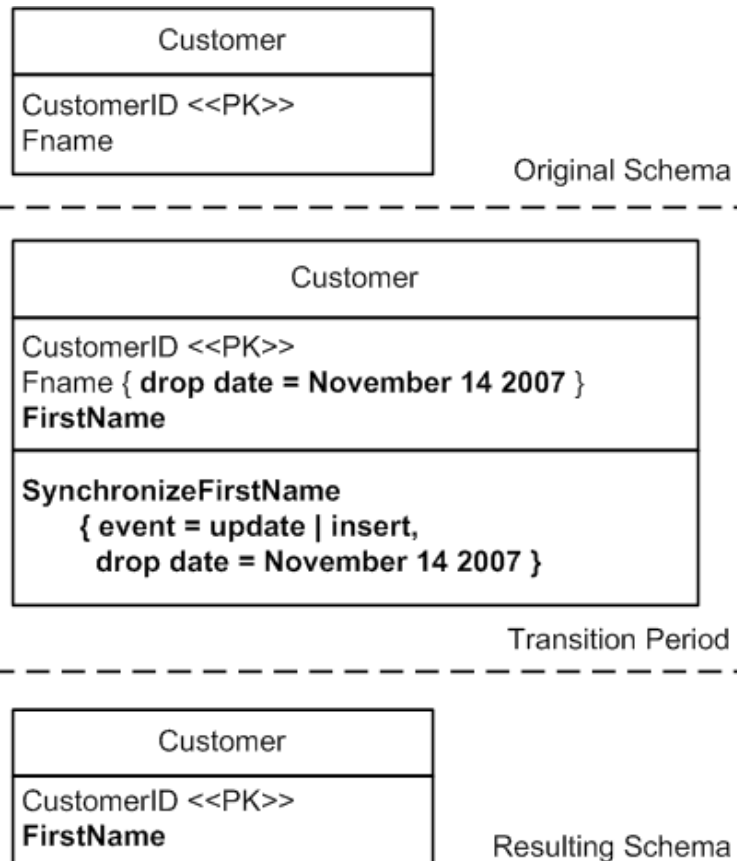 Customer
CustomerID <<PK>>
Fname
Original Schema
Customer
CustomerID <<PK>>
Fname { drop date = November 14 2007 }
FirstName
SynchronizeFirstName
{ event = update | insert,
drop date = November 14 2007 }
Transition Period
Customer
CustomerID <<PK>>
FirstName
Resulting Schema